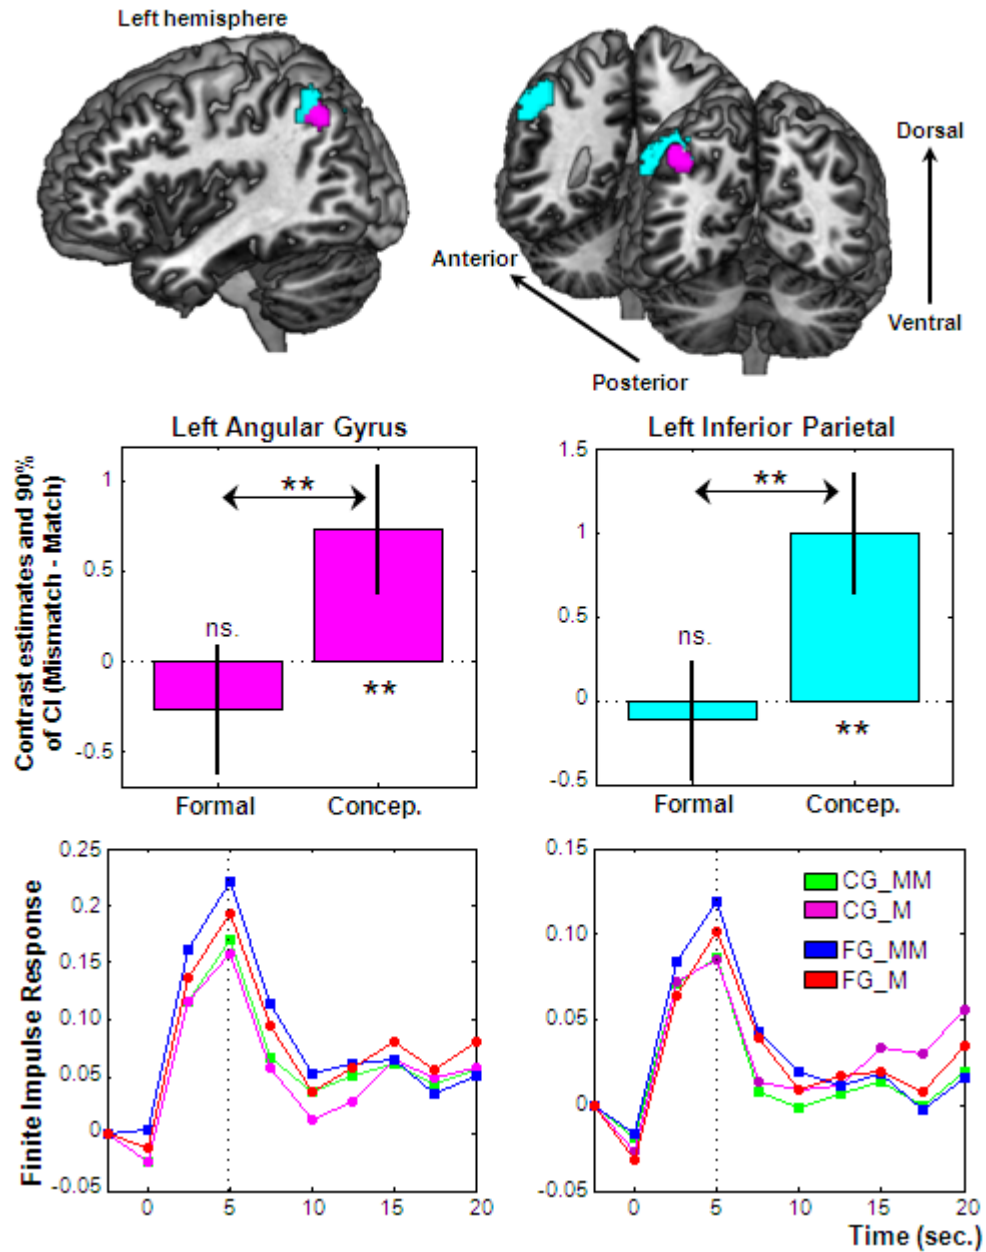 Left hemisphere
Dorsal
Anterior
Ventral
Posterior
Left Angular Gyrus
Left Inferior Parietal
Contrast estimates and 90%
of CI (Mismatch - Match)
1
0.5
0
-0.5
**
ns.
**
Formal
Concep.
1.5
1
0.5
0
-0.5
**
ns.
**
Formal
Concep.
Finite Impulse Response
0.25
0.2
0.15
0.10
0.05
0
-0.05
0
5
10
15
20
0.15
0.10
0.05
0
-0.05
CG_MM
CG_M
FG_MM
FG_M
0
5
10
15
20
Time (sec.)